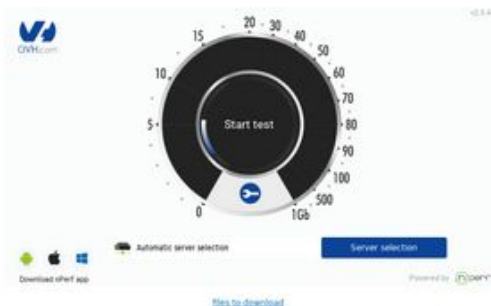 v2.5.4
OVH.com
0
5
10
15
20
30
40
50
60
70
80
90
100
500
1Gb
Start test
Automatic server selection
Server selection
Download nPerf app
Powered by nperf
files to download